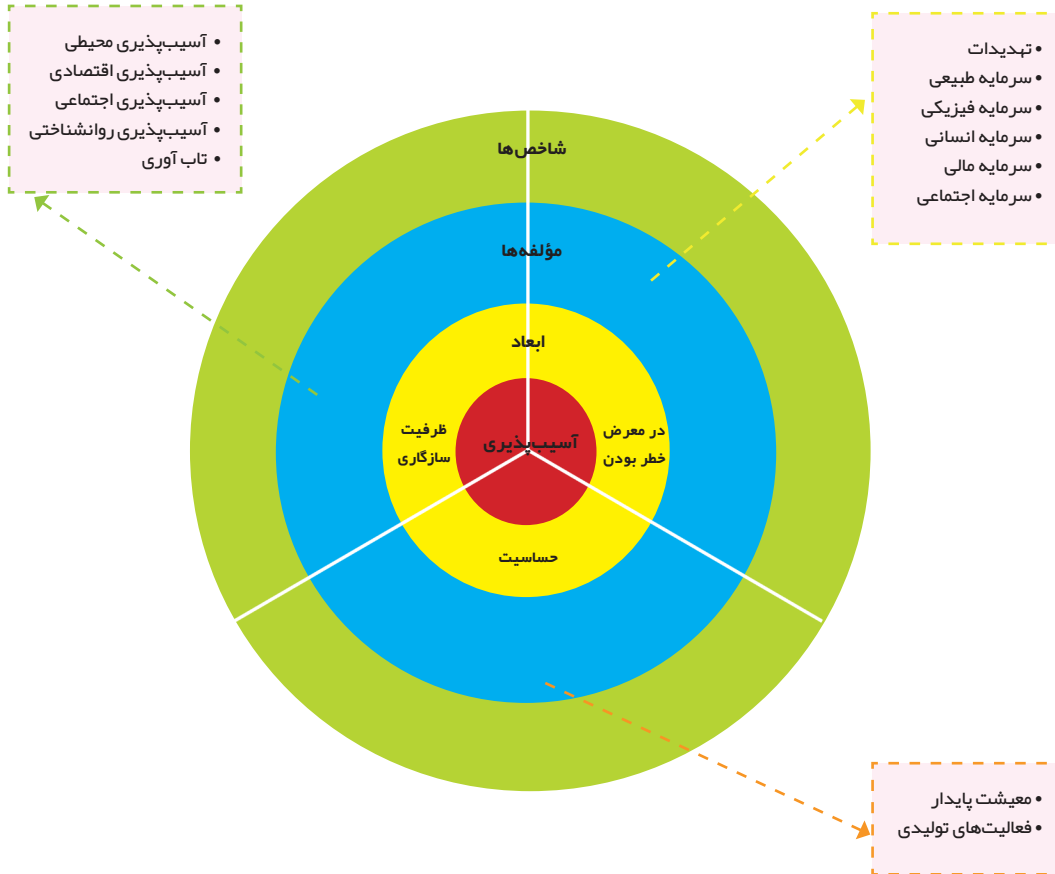 • تهدیدات
• سرمایه طبیعی
• سرمایه فیزیکی
• سرمایه انسانی
• سرمایه مالی
• سرمایه اجتماعی
• آسیب‌پذیری محیطی
• آسیب‌پذیری اقتصادی
• آسیب‌پذیری اجتماعی
• آسیب‌پذیری روانشناختی
• تاب آوری
شاخص‌ها
مؤلفه‌ها
ابعاد
در معرض
خطر بودن
آسیب‌پذیری
ظرفیت
سازگاری
حساسیت
• معیشت پایدار
• فعالیت‌های تولیدی